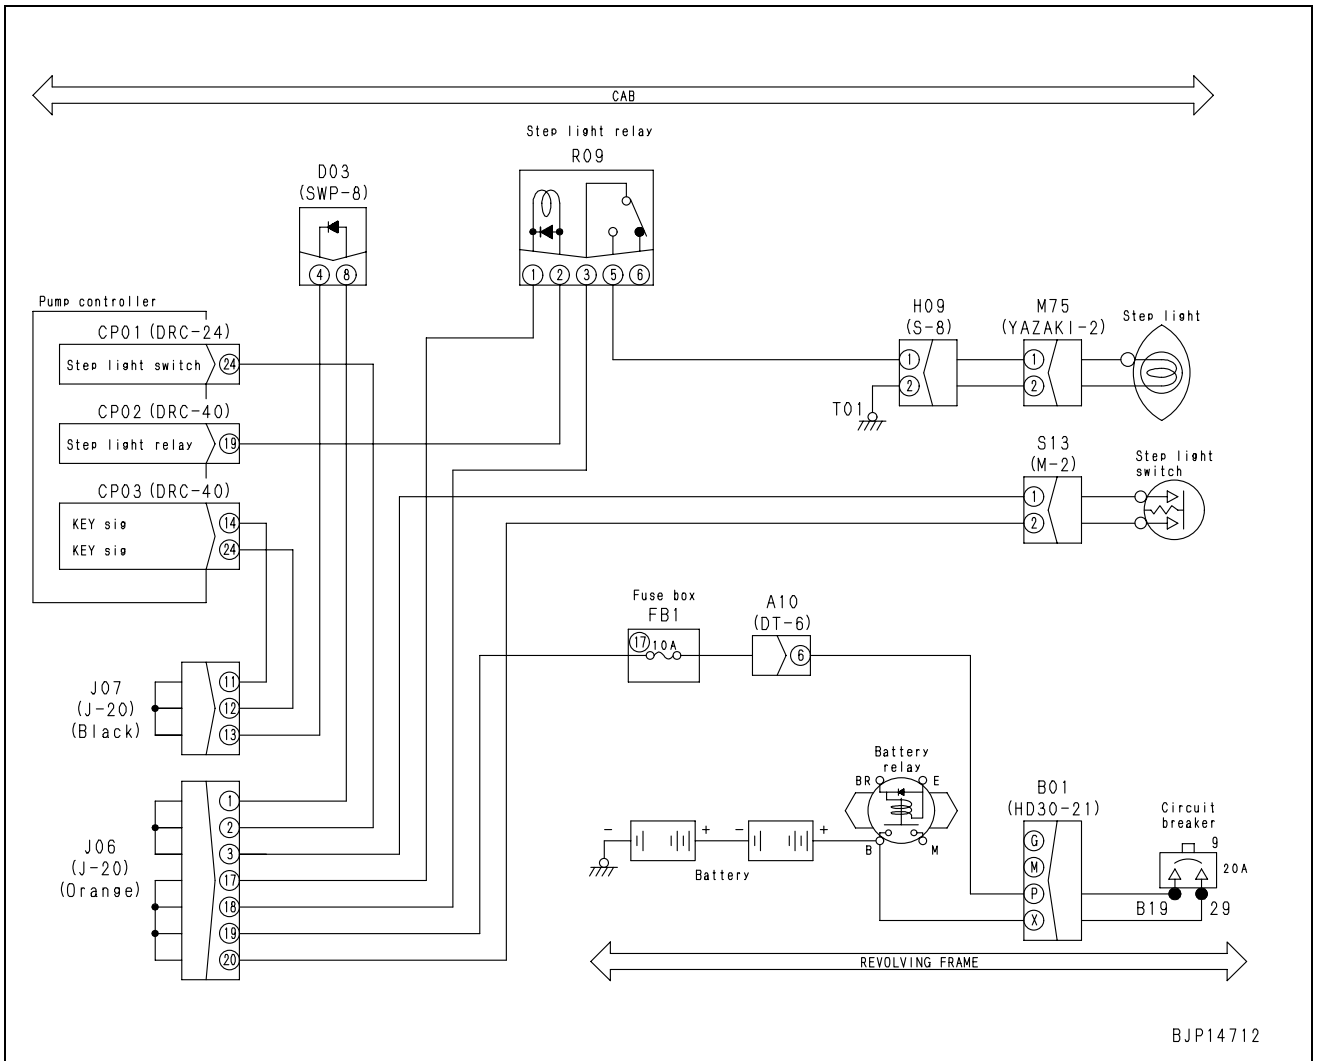 CAB
Step light relay
R09
D03
(SWP-8)
4
8
1
2
3
5
6
Pump controller
CP01(DRC-24)
Step light switch
24
CP02(DRC-40)
Step light relay
19
CP03(DRC-40)
KEY sig
14
KEY sig
24
H09
(S-8)
1
2
T01
M75
(YAZAKI-2)
1
2
Step light
S13
(M-2)
1
2
Step light
switch
Fuse box
FB1
17
10A
A10
(DT-6)
6
J07
(J-20)
(Black)
11
12
13
J06
(J-20)
(Orange)
1
2
3
17
18
19
20
Battery
relay
BR
E
B
M
-
+
-
+
Battery
B01
(HD30-21)
G
M
P
X
Circuit
breaker
9
20A
B19
29
REVOLVING FRAME
BJP14712